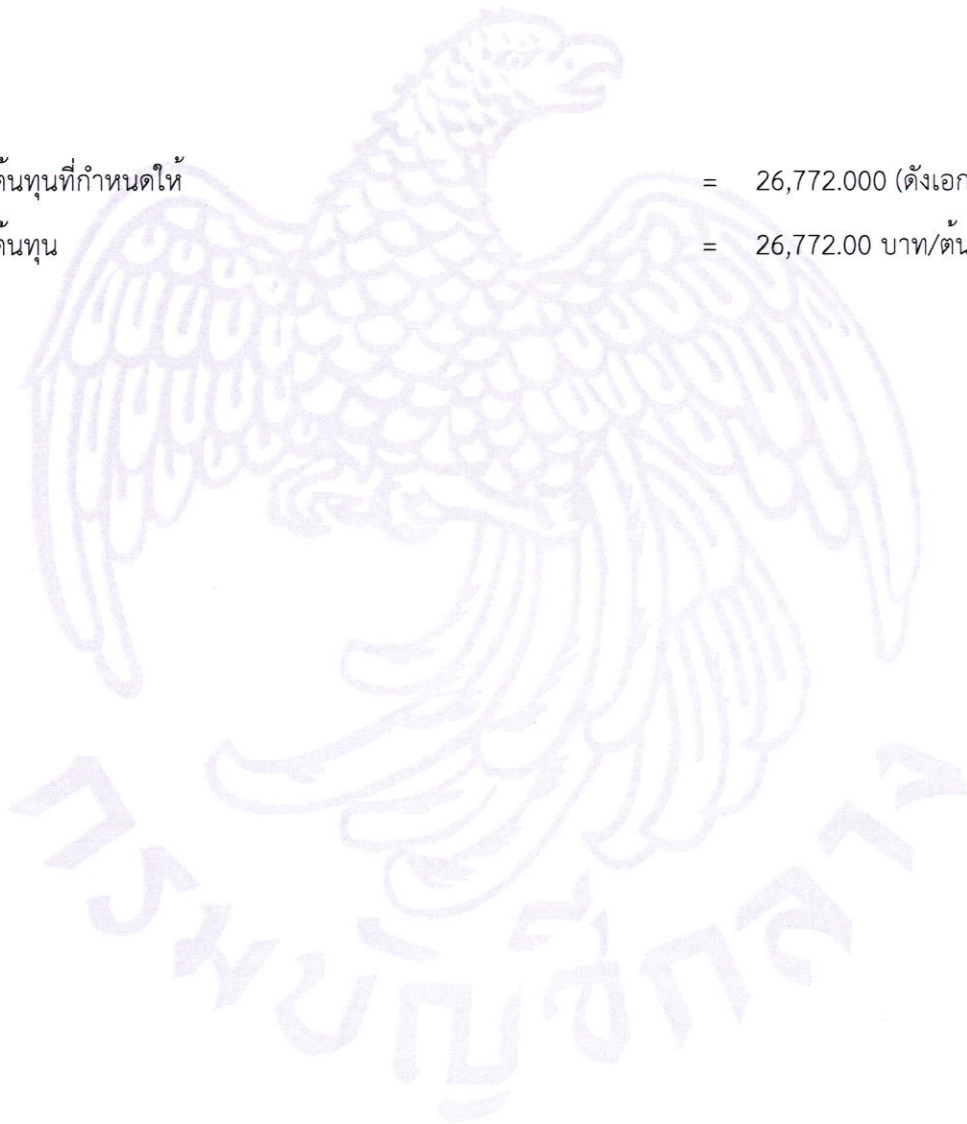 ต้นทุนที่กำหนดให้ = 26,772.000 (ดังเอก
ต้นทุน = 26,772.00 บาท/ต้น
กรมบัญชีกลาง